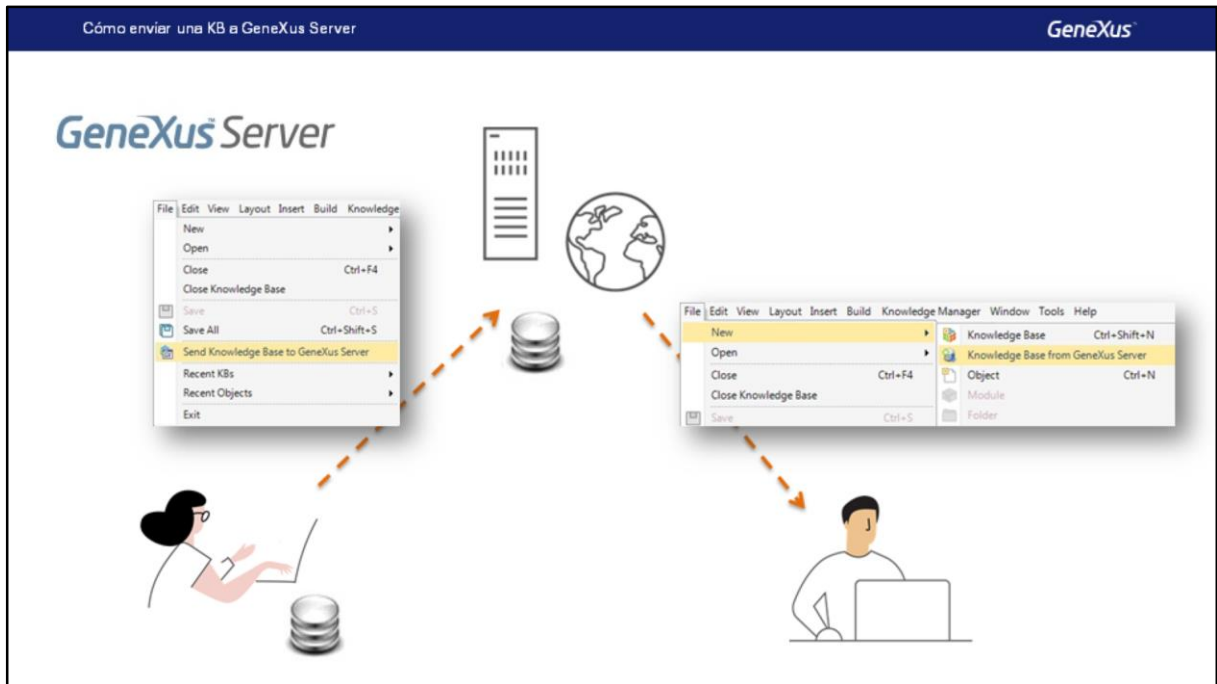 Cómo enviar una KB a GeneXus Server
GeneXus™
GeneXus™ Server
File Edit View Layout Insert Build Knowledge
New
Open
Close Ctrl+F4
Close Knowledge Base
Save Ctrl+S
Save All Ctrl+Shift+S
Send Knowledge Base to GeneXus Server
Recent KBs
Recent Objects
Exit
File Edit View Layout Insert Build Knowledge Manager Window Tools Help
New
Open
Close Ctrl+F4
Close Knowledge Base
Save Ctrl+S
Knowledge Base Ctrl+Shift+N
Knowledge Base from GeneXus Server
Object Ctrl+N
Module
Folder